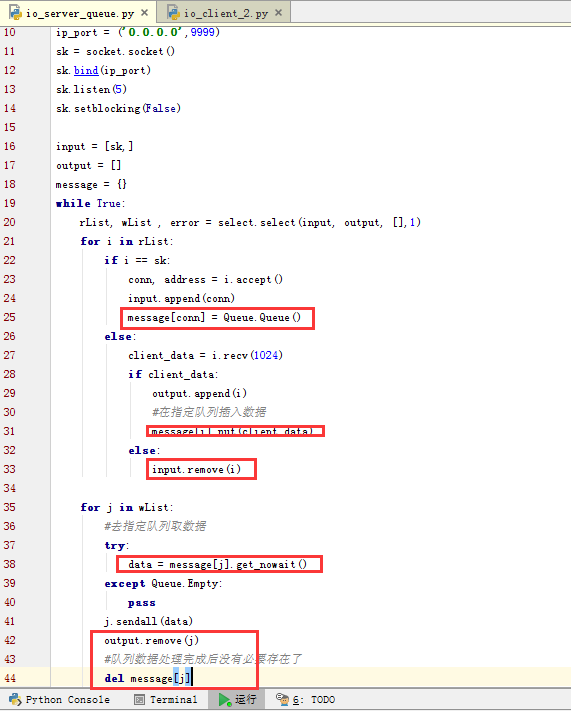 io_server_queue.py × io_client_2.py ×
10 ip_port = ('0.0.0.0',9999)
11 sk = socket.socket()
12 sk.bind(ip_port)
13 sk.listen(5)
14 sk.setblocking(False)
15
16 input = [sk,]
17 output = []
18 message = {}
19 while True:
20 rList, wList , error = select.select(input, output, [],1)
21 for i in rList:
22 if i == sk:
23 conn, address = i.accept()
24 input.append(conn)
25 message[conn] = Queue.Queue()
26 else:
27 client_data = i.recv(1024)
28 if client_data:
29 output.append(i)
30 #在指定队列插入数据
31 message[i].put(client_data)
32 else:
33 input.remove(i)
34
35 for j in wList:
36 #去指定队列取数据
37 try:
38 data = message[j].get_nowait()
39 except Queue.Empty:
40 pass
41 j.sendall(data)
42 output.remove(j)
43 #队列数据处理完成后没有必要存在了
44 del message[j]
Python Console Terminal 运行 6: TODO